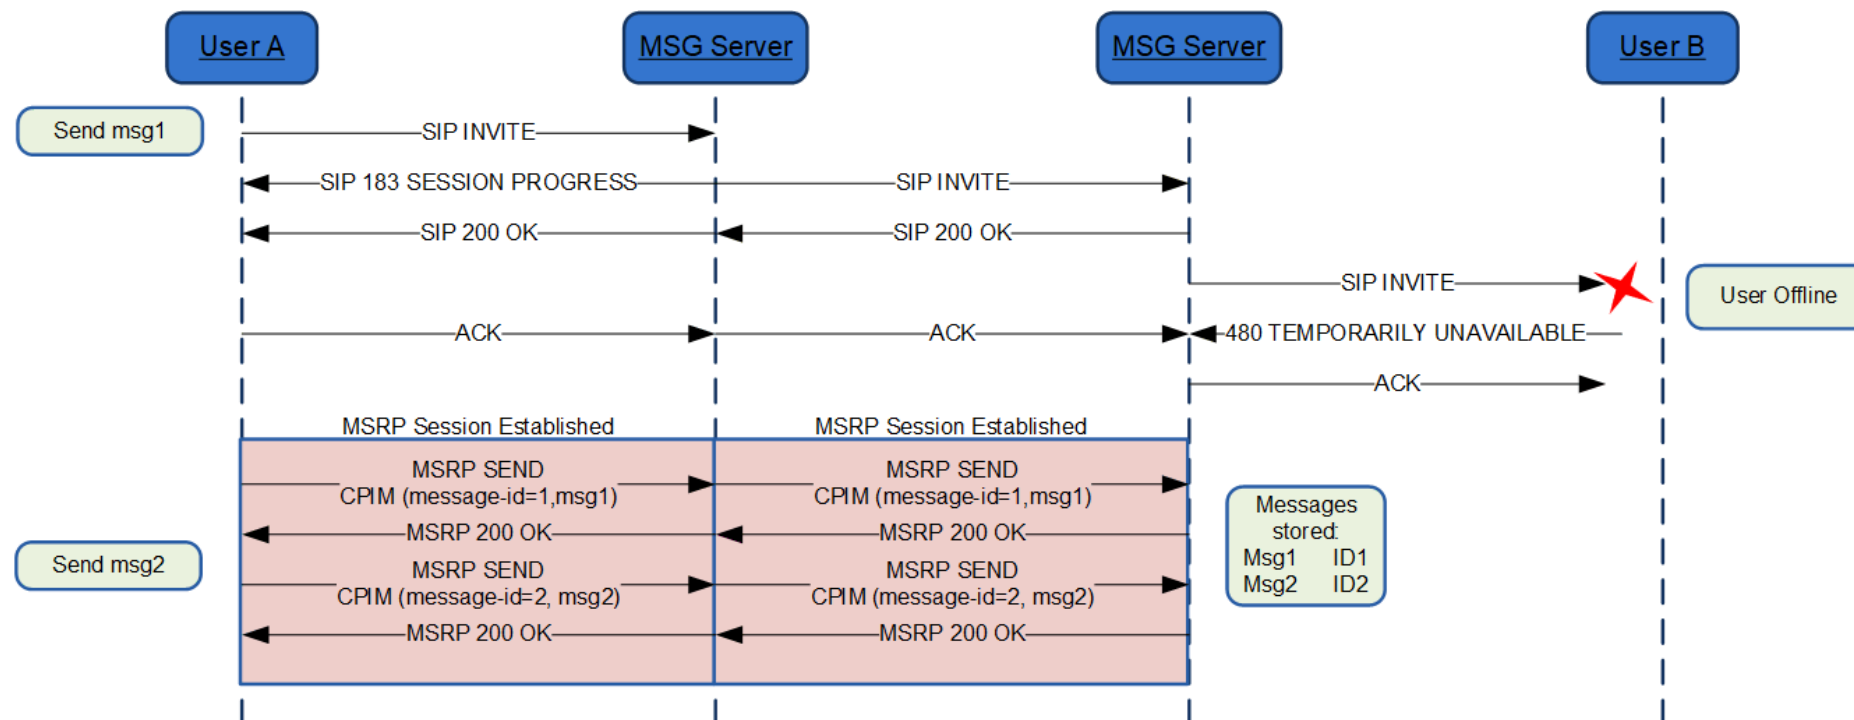 User A
MSG Server
MSG Server
User B
Send msg1
SIP INVITE
SIP 183 SESSION PROGRESS
SIP INVITE
SIP 200 OK
SIP 200 OK
SIP INVITE
User Offline
ACK
ACK
480 TEMPORARILY UNAVAILABLE
ACK
MSRP Session Established
MSRP Session Established
MSRP SEND
CPIM (message-id=1,msg1)
MSRP SEND
CPIM (message-id=1,msg1)
MSRP 200 OK
MSRP 200 OK
Messages
stored:
Msg1 ID1
Msg2 ID2
Send msg2
MSRP SEND
CPIM (message-id=2, msg2)
MSRP SEND
CPIM (message-id=2, msg2)
MSRP 200 OK
MSRP 200 OK